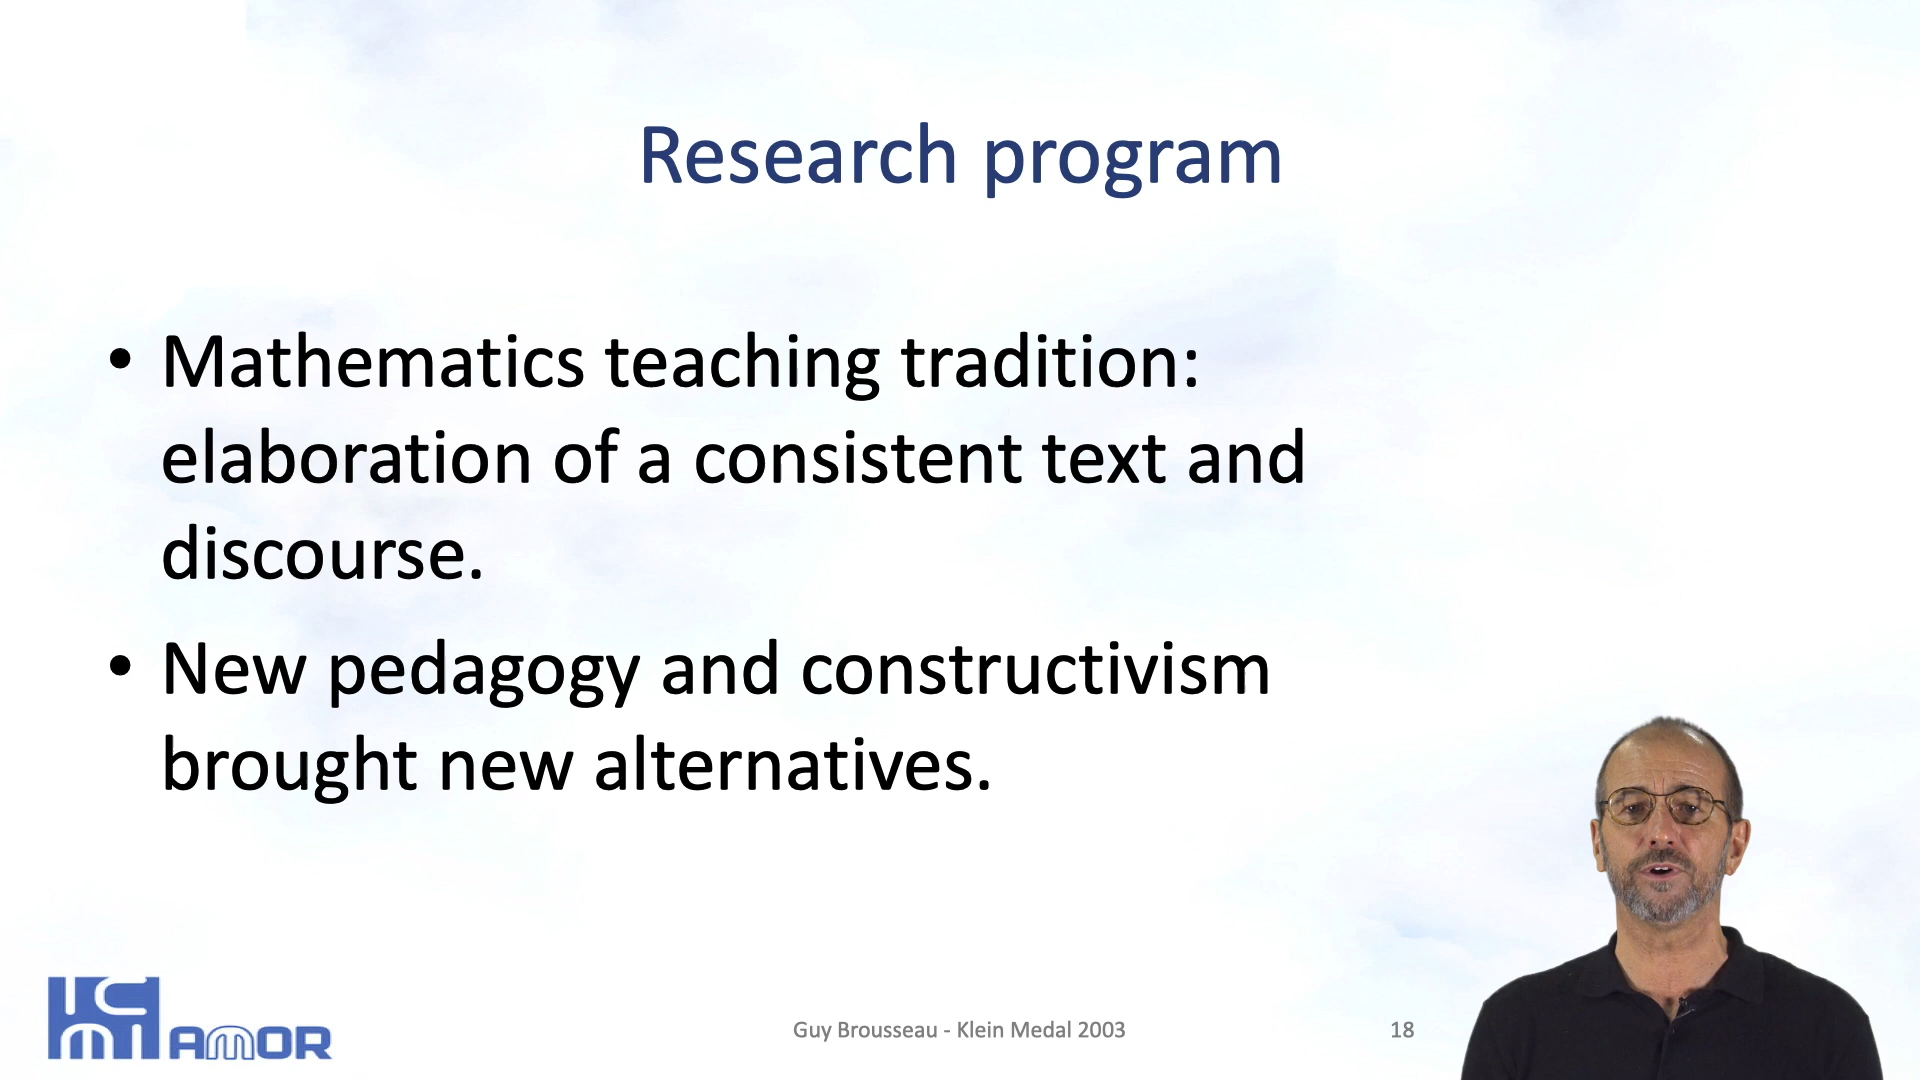 Research program
• Mathematics teaching tradition:
elaboration of a consistent text and
discourse.
• New pedagogy and constructivism
brought new alternatives.
ICMI AMOR
Guy Brousseau - Klein Medal 2003
18